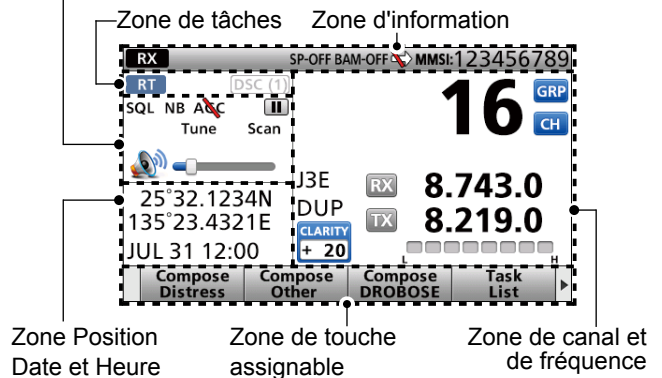 Zone de tâches
Zone d'information
RX
SP-OFF BAM-OFF MMSI:123456789
RT
DSC (1)
SQL NB AGC
Tune Scan
16
GRP
CH
J3E
RX 8.743.0
DUP
TX 8.219.0
CLARITY
+ 20
L H
25°32.1234N
135°23.4321E
JUL 31 12:00
Compose Distress
Compose Other
Compose DROBOSE
Task List
Zone Position
Date et Heure
Zone de touche
assignable
Zone de canal et
de fréquence